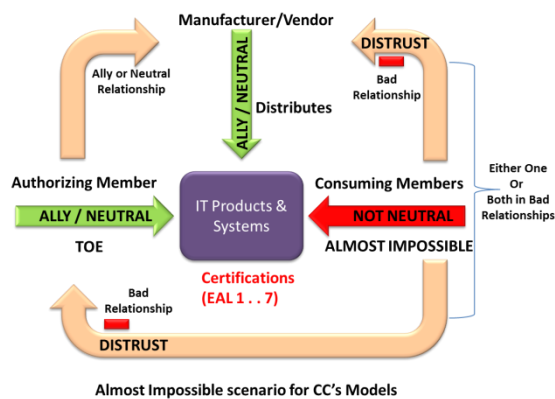 Manufacturer/Vendor
DISTRUST
Bad
Relationship
Ally or Neutral
Relationship
ALLY / NEUTRAL
Distributes
Either One
Or
Both in Bad
Relationships
Authorizing Member
ALLY / NEUTRAL
TOE
IT Products &
Systems
Consuming Members
NOT NEUTRAL
ALMOST IMPOSSIBLE
Certifications
(EAL 1 . . 7)
Bad
Relationship
DISTRUST
Almost Impossible scenario for CC's Models